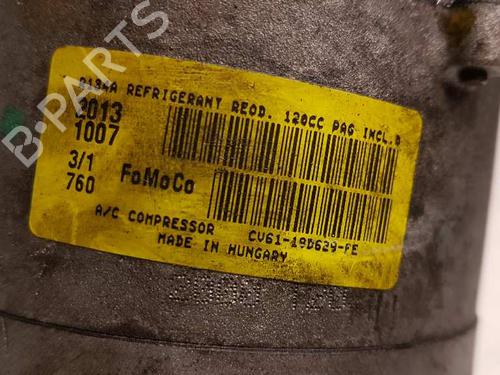 R134A REFRIGERANT REQD. 120CC PAG INCL.D
2013
1007
3/1
760
FoMoCo
A/C COMPRESSOR
CV61-19D629-FE
MADE IN HUNGARY
B-PARTS